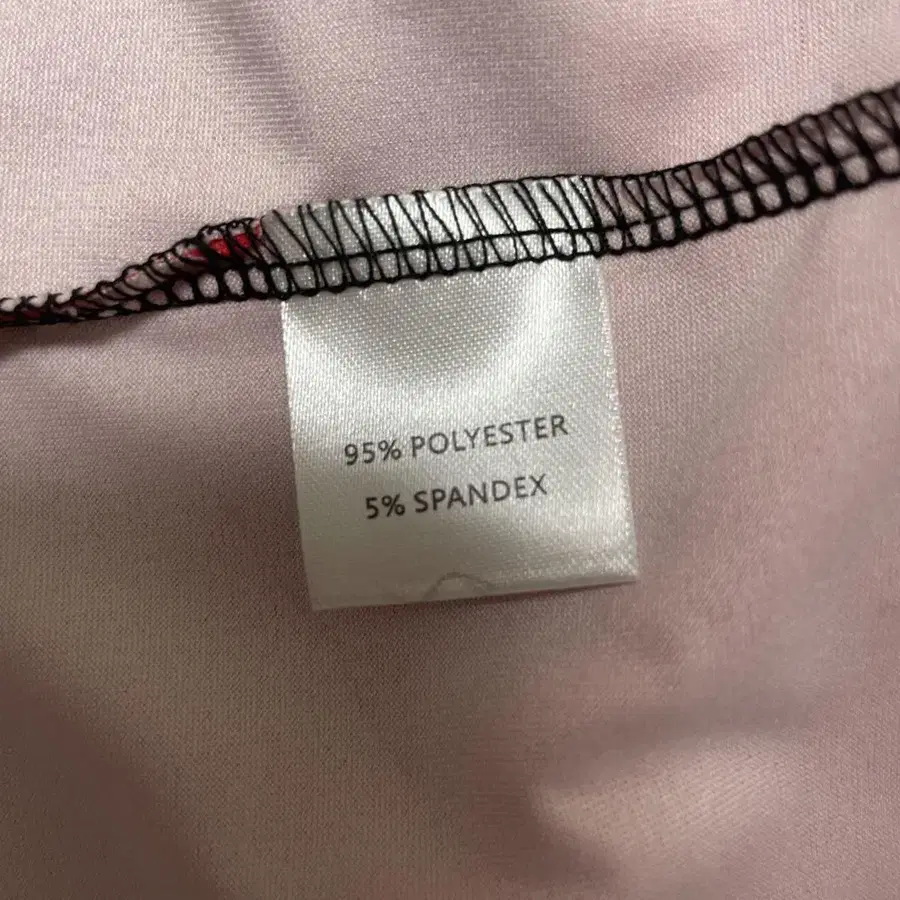 95% POLYESTER
5% SPANDEX